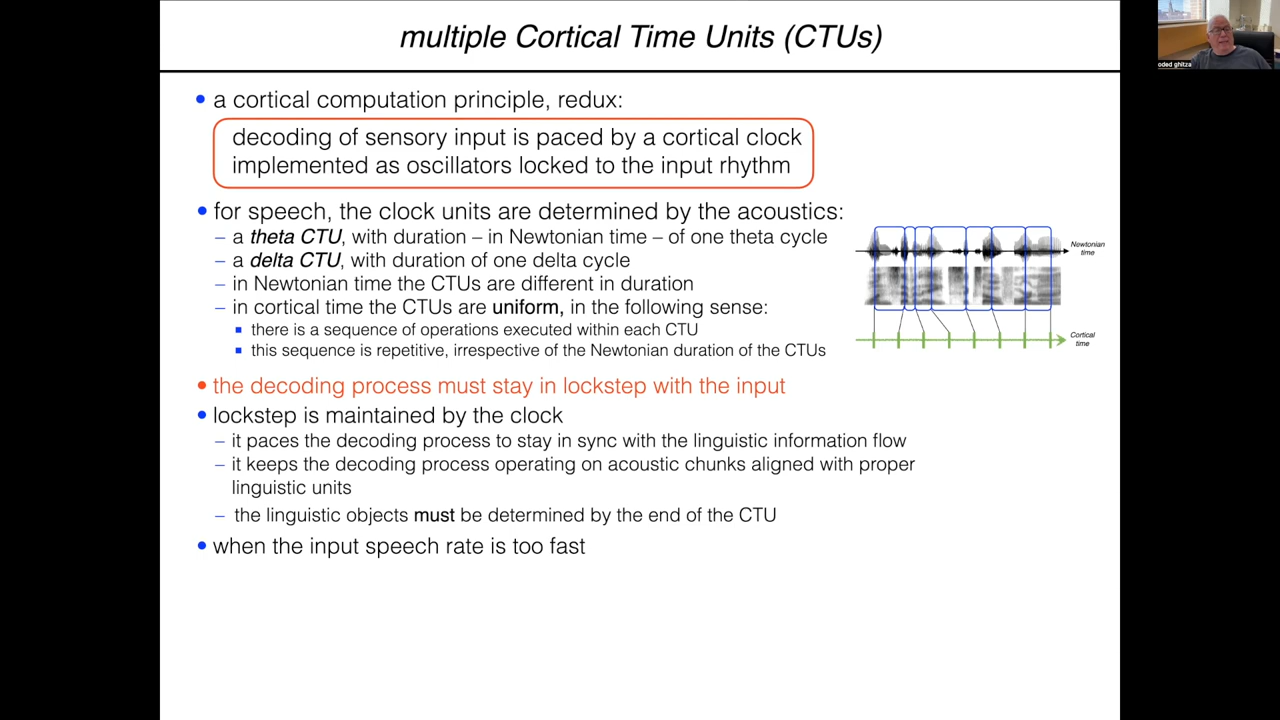 multiple Cortical Time Units (CTUs)
oded ghitza
• a cortical computation principle, redux:
decoding of sensory input is paced by a cortical clock
implemented as oscillators locked to the input rhythm
• for speech, the clock units are determined by the acoustics:
– a theta CTU, with duration – in Newtonian time – of one theta cycle
– a delta CTU, with duration of one delta cycle
– in Newtonian time the CTUs are different in duration
– in cortical time the CTUs are uniform, in the following sense:
▪ there is a sequence of operations executed within each CTU
▪ this sequence is repetitive, irrespective of the Newtonian duration of the CTUs
Newtonian
time
Cortical
time
• the decoding process must stay in lockstep with the input
• lockstep is maintained by the clock
– it paces the decoding process to stay in sync with the linguistic information flow
– it keeps the decoding process operating on acoustic chunks aligned with proper
linguistic units
– the linguistic objects must be determined by the end of the CTU
• when the input speech rate is too fast